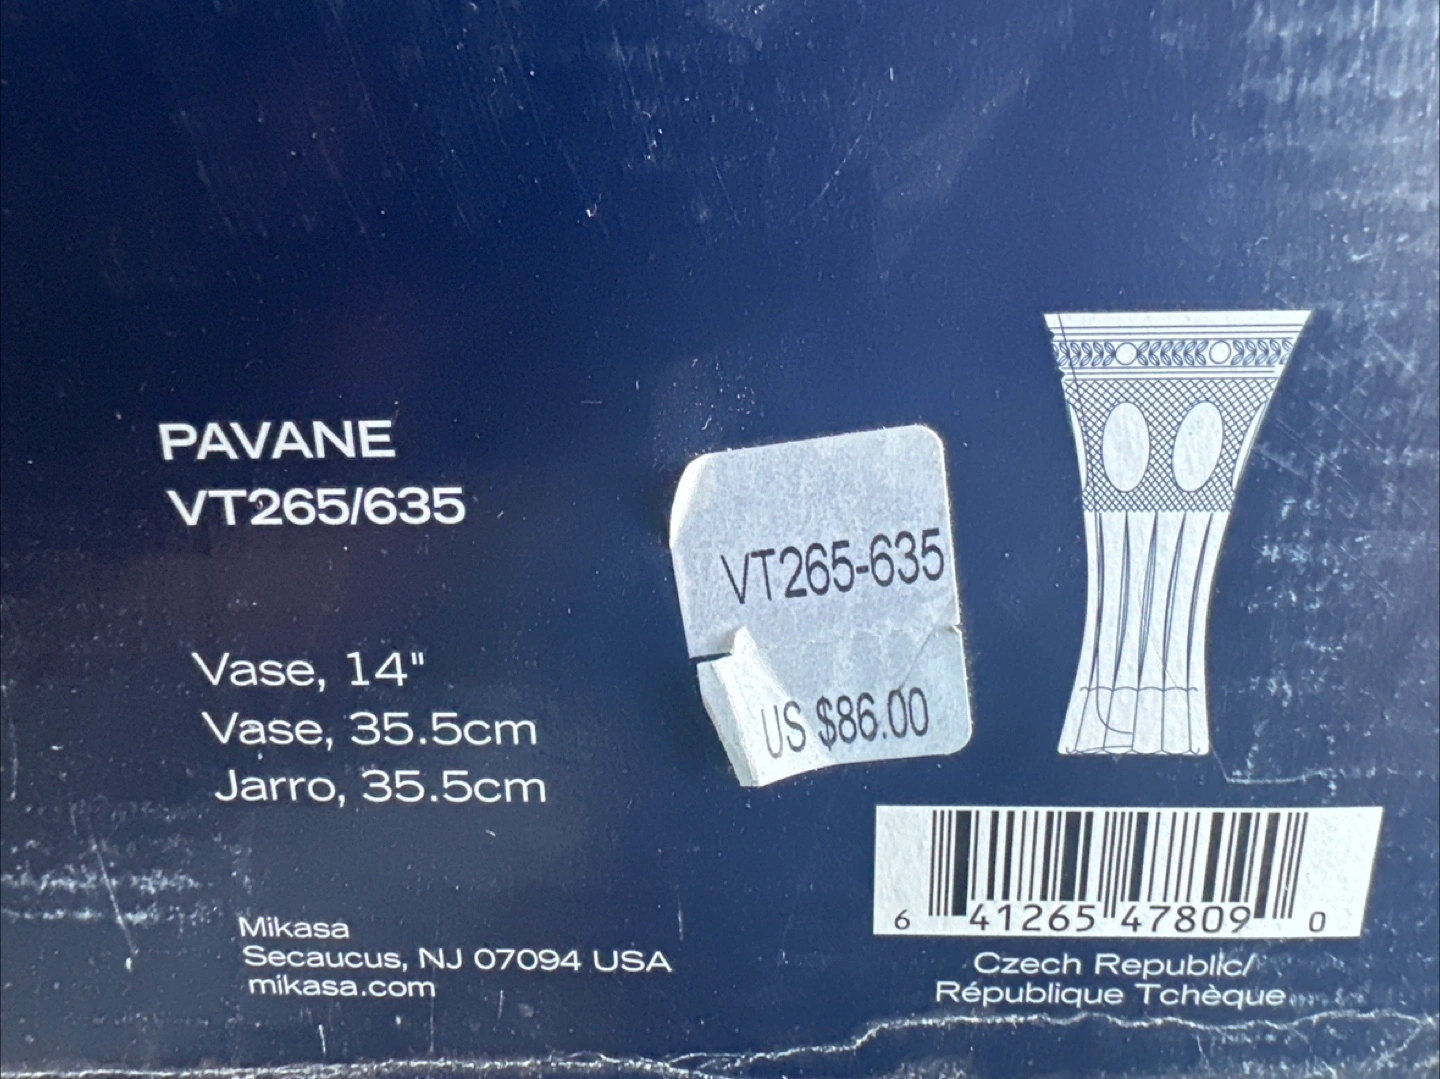 PAVANE
VT265/635
Vase, 14"
Vase, 35.5cm
Jarro, 35.5cm
Mikasa
Secaucus, NJ 07094 USA
mikasa.com
VT265-635
US $86.00
6 41265 47809 0
Czech Republic/
République Tchèque